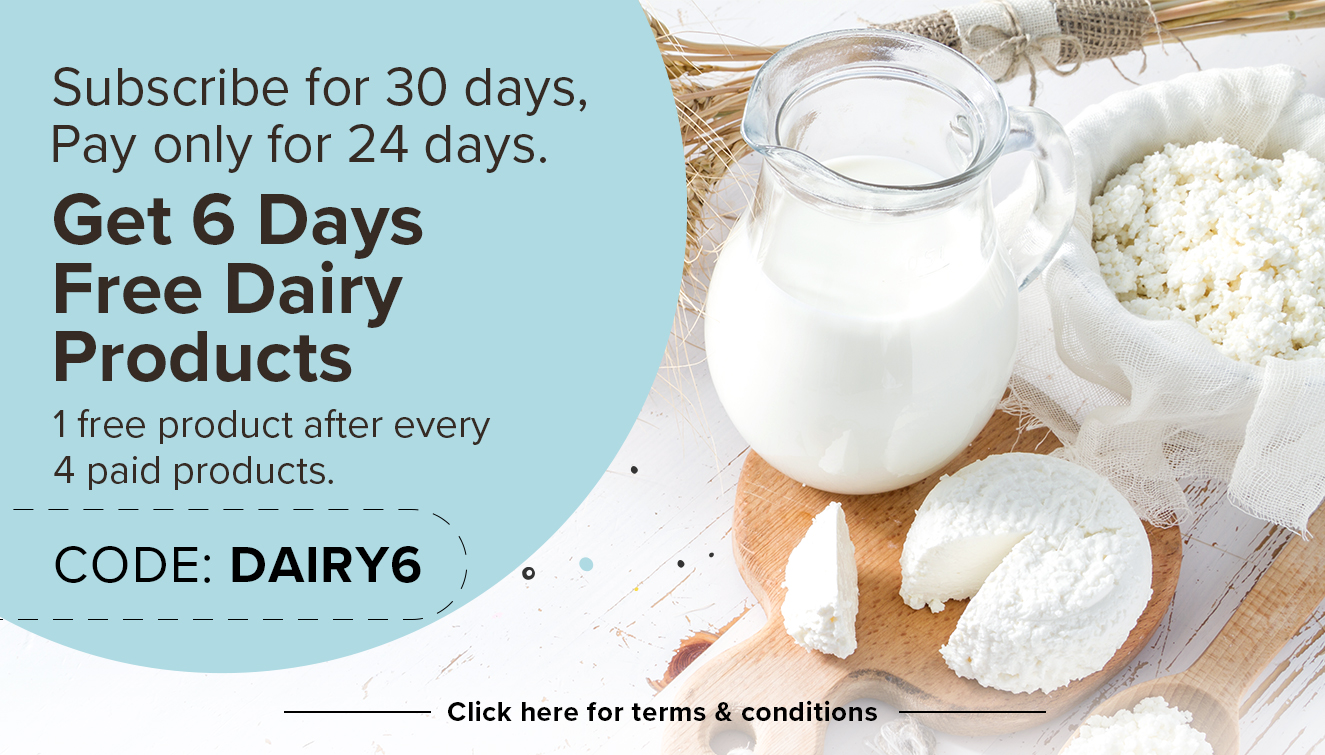 Subscribe for 30 days,
Pay only for 24 days.
Get 6 Days
Free Dairy
Products
1 free product after every
4 paid products.
CODE: DAIRY6
Click here for terms & conditions